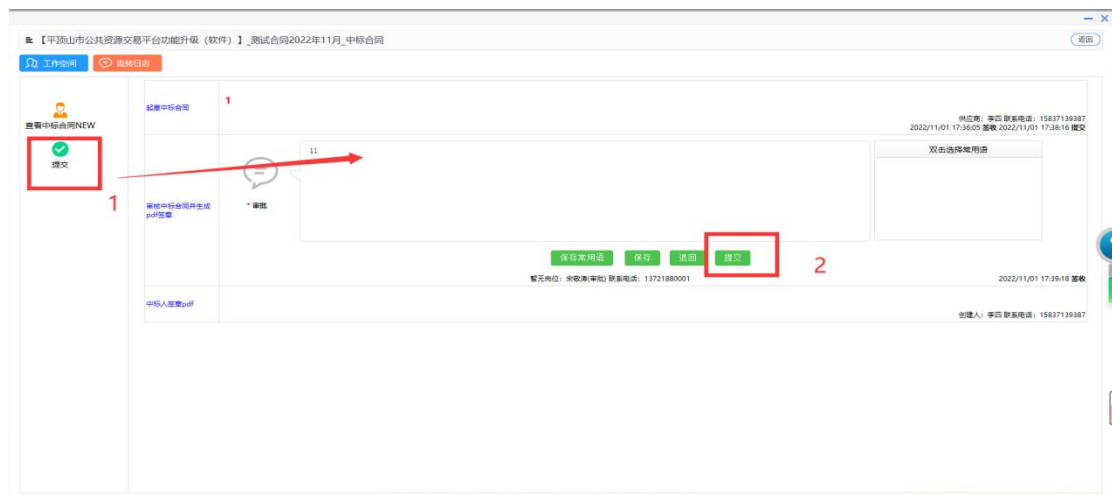 【平顶山市公共资源交易平台功能升级（软件）】_测试合同2022年11月_中标合同
返回
工作空间
流转日志
查看中标合同NEW
提交
1
起草中标合同
1
供应商：李四 联系电话：15837139387
2022/11/01 17:36:05 签收 2022/11/01 17:38:16 提交
审核中标合同并生成
pdf签章
* 审批
11
双击选择常用语
保存常用语
保存
退回
提交
2
暂无岗位：宋敬涛(审批) 联系电话：13721880001
2022/11/01 17:39:18 签收
中标人签章pdf
创建人：李四 联系电话：15837139387